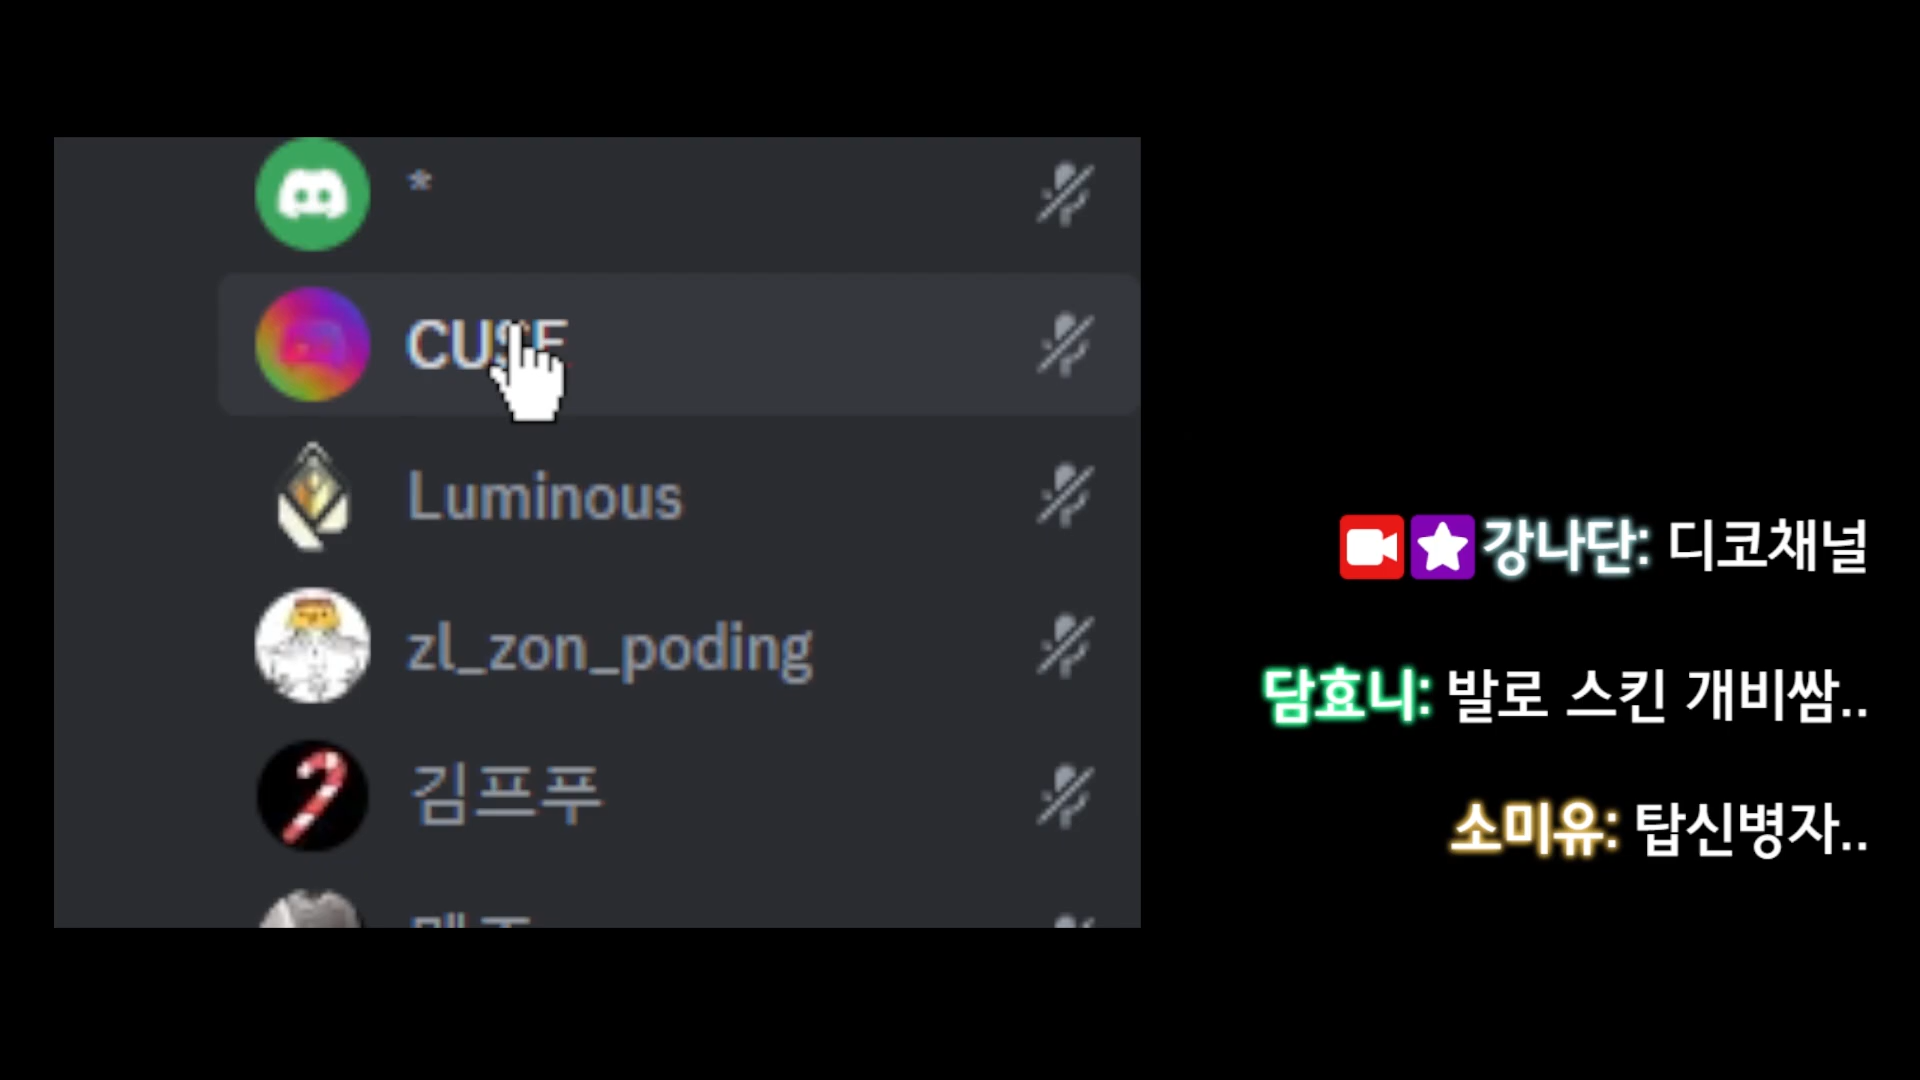 *
CUSE
Luminous
zl_zon_poding
김프푸
강나단: 디코채널
담효니: 발로 스킨 개비쌈..
소미유: 탑신병자..